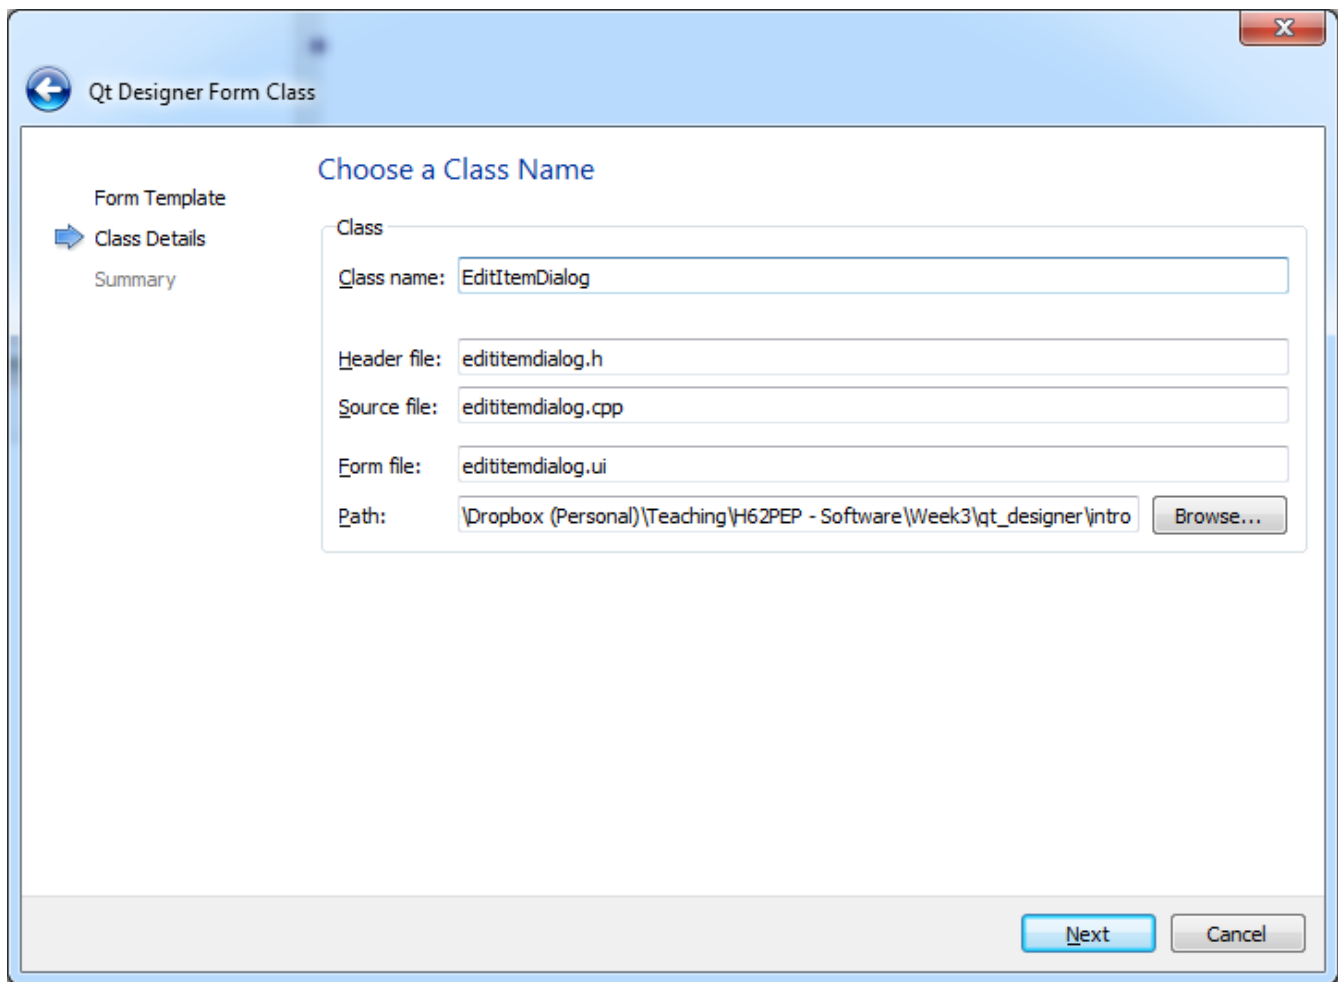 Qt Designer Form Class
Form Template
Class Details
Summary
Choose a Class Name
Class
Class name: EditItemDialog
Header file: edititemdialog.h
Source file: edititemdialog.cpp
Form file: edititemdialog.ui
Path: \Dropbox (Personal)\Teaching\H62PEP - Software\Week3\qt_designer\intro Browse...
Next Cancel